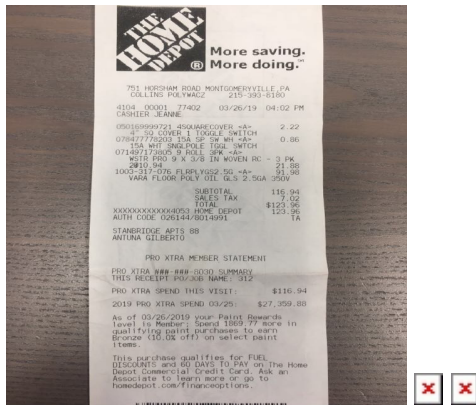 THE
HOME
DEPOT
®
More saving.
More doing.
751 HORSHAM ROAD MONTGOMERYVILLE, PA
COLLINS POLYWACZ 215-393-8180
4104 00001 77402 03/26/19 04:02 PM
CASHIER JEANNE
050169999721 4SQUARECOVER <A> 2.22
4" SQ COVER 1 TOGGLE SWITCH
078477778203 15A SP SW WH <A> 0.86
15A WHT SNGLPOLE TGGL SWTCH
071497173805 9 ROLL 3PK <A>
WSTR PRO 9 X 3/8 IN WOVEN RC - 3 PK
2@10.94 21.88
1003-317-076 FLRPLYGS2.5G <A> 91.98
VARA FLOOR POLY OIL GLS 2.5GA 350V
SUBTOTAL 116.94
SALES TAX 7.02
TOTAL $123.96
XXXXXXXXXXXX4053 HOME DEPOT 123.96
AUTH CODE 026144/8014991 TA
STANBRIDGE APTS 88
ANTUNA GILBERTO
PRO XTRA MEMBER STATEMENT
PRO XTRA ###-###-8030 SUMMARY
THIS RECEIPT PO/JOB NAME: 312
PRO XTRA SPEND THIS VISIT: $116.94
2019 PRO XTRA SPEND 03/25: $27,359.88
As of 03/26/2019 your Paint Rewards
level is Member; Spend 1669.77 more in
qualifying paint purchases to earn
Bronze (10.0% off) on select paint
items.
This purchase qualifies for FUEL
DISCOUNTS and 60 DAYS TO PAY on The Home
Depot Commercial Credit Card. Ask an
Associate to learn more or go to
homedepot.com/financeoptions.